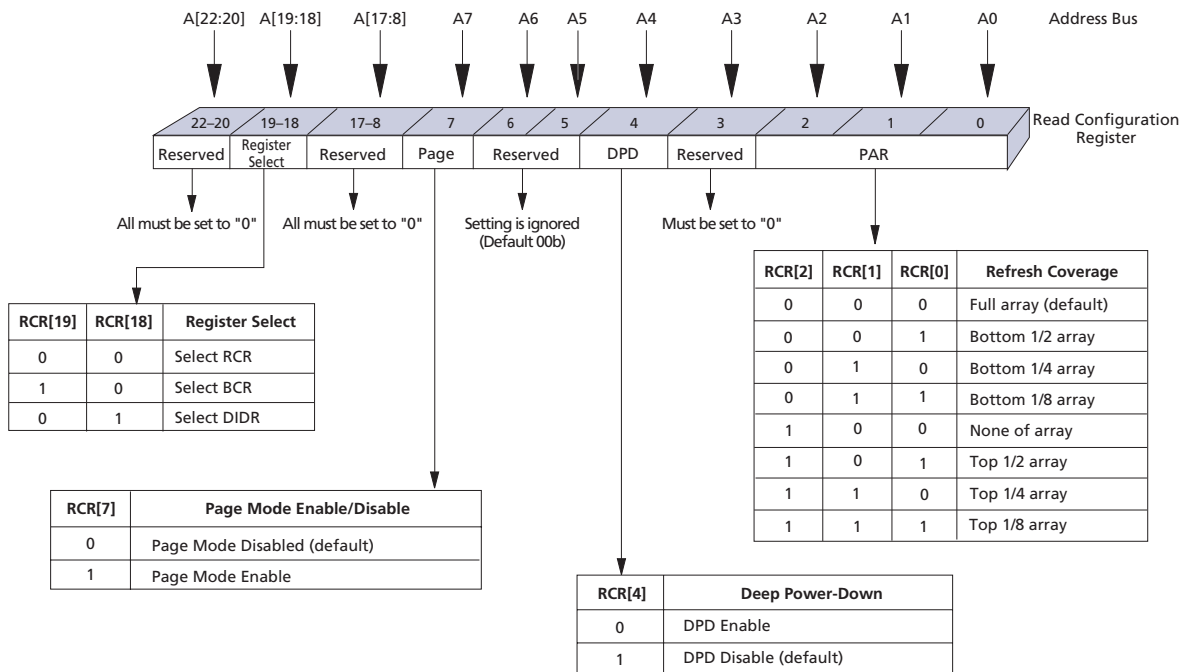 A[22:20] A[19:18] A[17:8] A7 A6 A5 A4 A3 A2 A1 A0 Address Bus
22–20 19–18 17–8 7 6 5 4 3 2 1 0 Read Configuration
Register
Reserved Register Select Reserved Page Reserved DPD Reserved PAR
All must be set to "0" All must be set to "0" Setting is ignored Must be set to "0"
(Default 00b)
RCR[19] RCR[18] Register Select
0 0 Select RCR
1 0 Select BCR
0 1 Select DIDR
RCR[2] RCR[1] RCR[0] Refresh Coverage
0 0 0 Full array (default)
0 0 1 Bottom 1/2 array
0 1 0 Bottom 1/4 array
0 1 1 Bottom 1/8 array
1 0 0 None of array
1 0 1 Top 1/2 array
1 1 0 Top 1/4 array
1 1 1 Top 1/8 array
RCR[7] Page Mode Enable/Disable
0 Page Mode Disabled (default)
1 Page Mode Enable
RCR[4] Deep Power-Down
0 DPD Enable
1 DPD Disable (default)